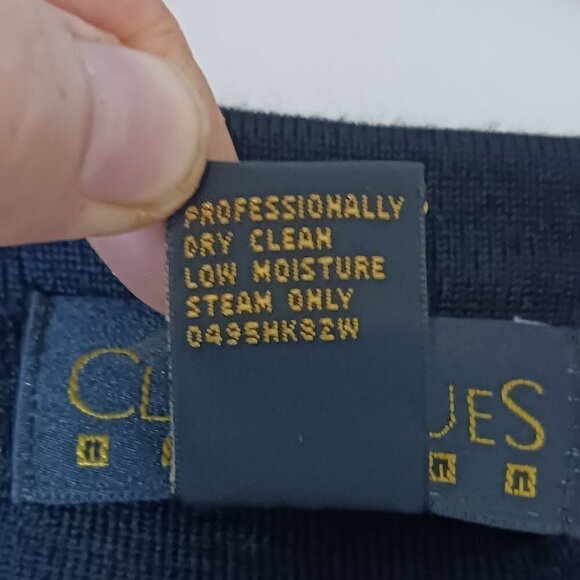 PROFESSIONALLY
DRY CLEAN
LOW MOISTURE
STEAM ONLY
0495HK82W